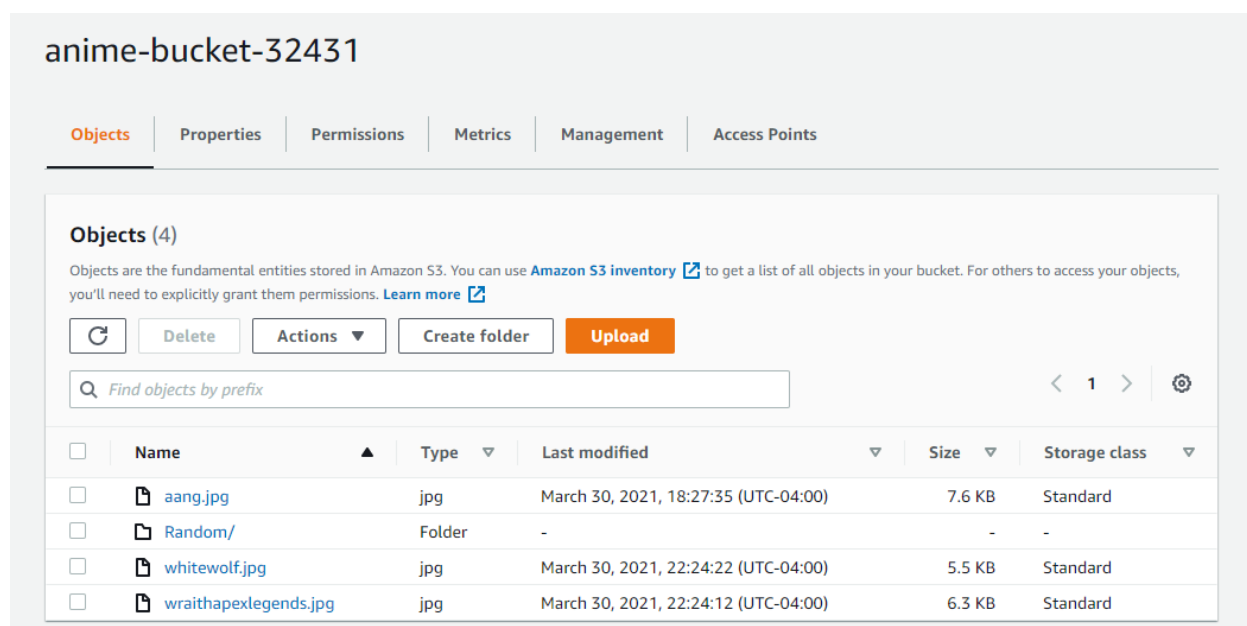 anime-bucket-32431
Objects Properties Permissions Metrics Management Access Points
Objects (4)
Objects are the fundamental entities stored in Amazon S3. You can use Amazon S3 inventory to get a list of all objects in your bucket. For others to access your objects,
you'll need to explicitly grant them permissions. Learn more
Delete Actions Create folder Upload
Find objects by prefix 1
Name Type Last modified Size Storage class
aang.jpg jpg March 30, 2021, 18:27:35 (UTC-04:00) 7.6 KB Standard
Random/ Folder - - -
whitewolf.jpg jpg March 30, 2021, 22:24:22 (UTC-04:00) 5.5 KB Standard
wraithapexlegends.jpg jpg March 30, 2021, 22:24:12 (UTC-04:00) 6.3 KB Standard